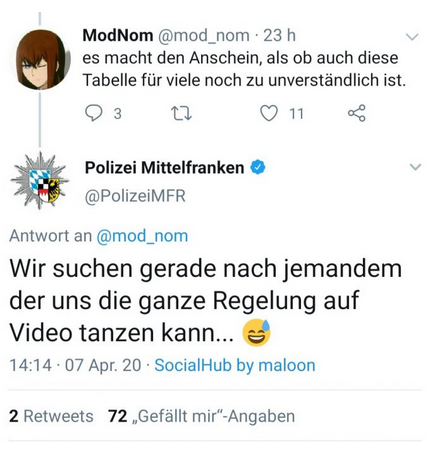 ModNom @mod_nom · 23 h
es macht den Anschein, als ob auch diese
Tabelle für viele noch zu unverständlich ist.
3 11
Polizei Mittelfranken
@PolizeiMFR
Antwort an @mod_nom
Wir suchen gerade nach jemandem
der uns die ganze Regelung auf
Video tanzen kann... 😅
14:14 · 07 Apr. 20 · SocialHub by maloon
2 Retweets 72 „Gefällt mir“-Angaben